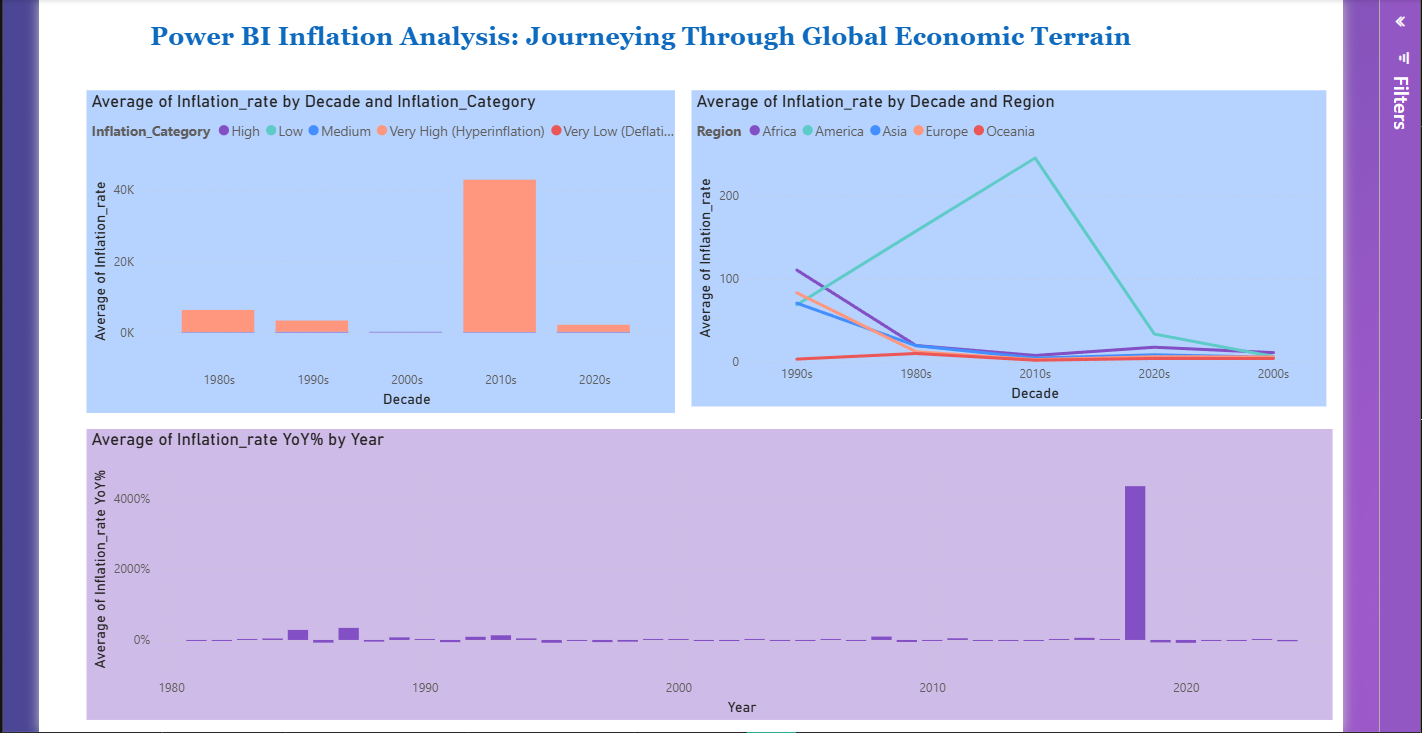 Power BI Inflation Analysis: Journeying Through Global Economic Terrain
Average of Inflation_rate by Decade and Inflation_Category
Inflation_Category High Low Medium Very High (Hyperinflation) Very Low (Deflati...
Average of Inflation_rate
40K
20K
0K
1980s 1990s 2000s 2010s 2020s
Decade
Average of Inflation_rate by Decade and Region
Region Africa America Asia Europe Oceania
Average of Inflation_rate
200
100
0
1990s 1980s 2010s 2020s 2000s
Decade
Average of Inflation_rate YoY% by Year
Average of Inflation_rate YoY%
4000%
2000%
0%
1980 1990 2000 2010 2020
Year
Filters